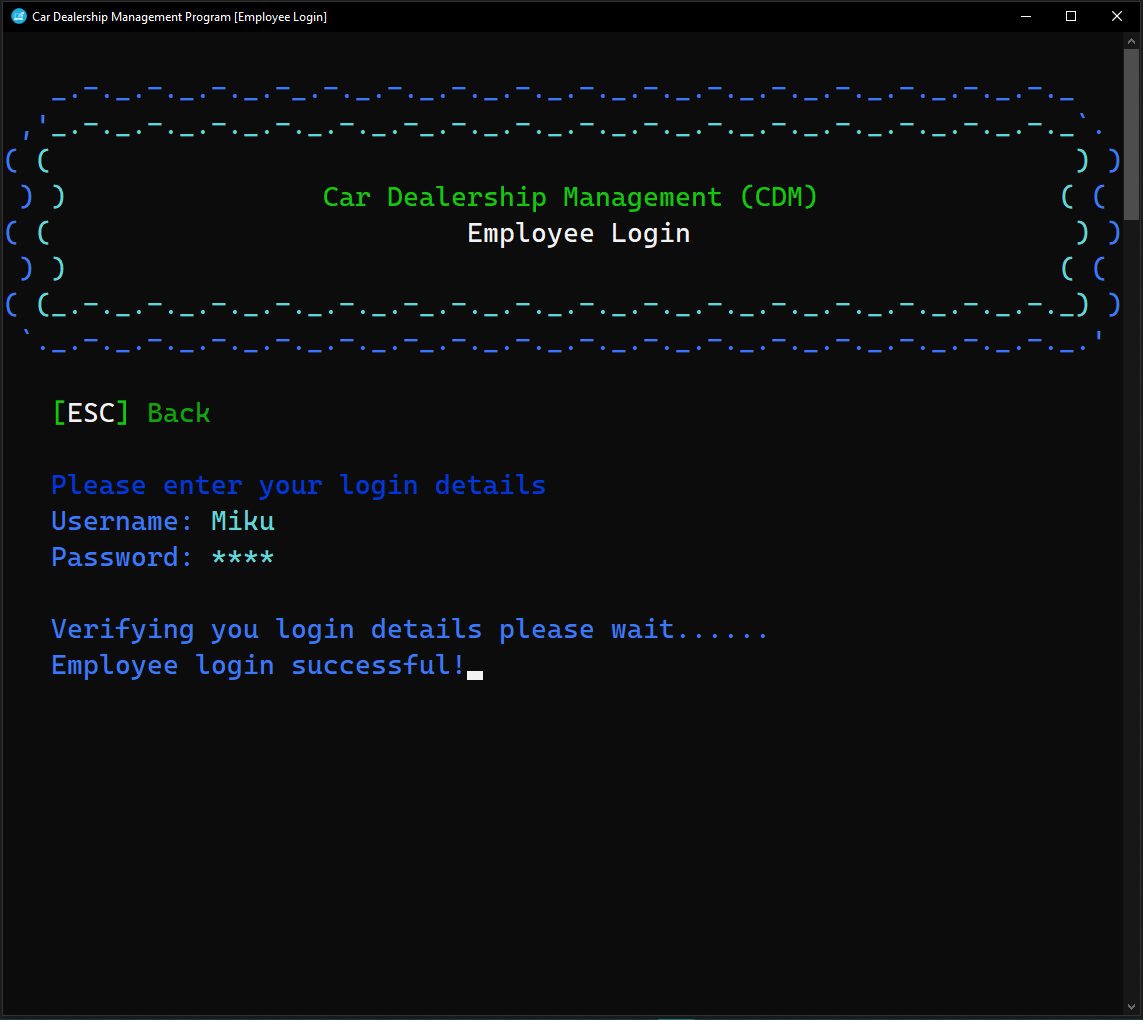 Car Dealership Management Program [Employee Login]
Car Dealership Management (CDM)
Employee Login
[ESC] Back
Please enter your login details
Username: Miku
Password: ****
Verifying you login details please wait......
Employee login successful!